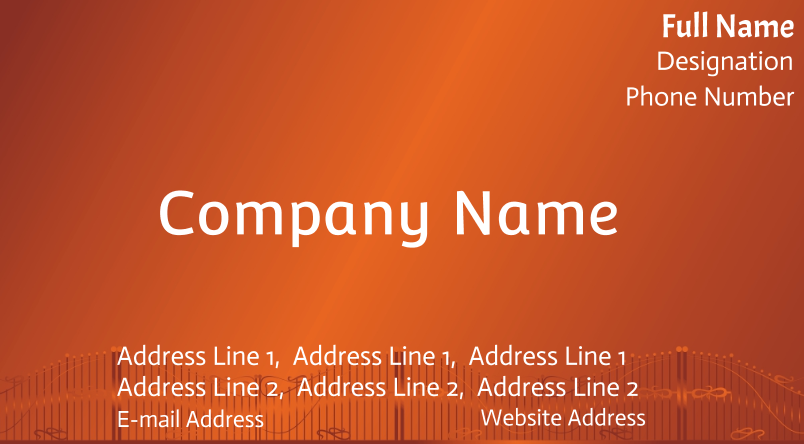 Full Name
Designation
Phone Number
Company Name
Address Line 1,  Address Line 1,  Address Line 1
Address Line 2,  Address Line 2,  Address Line 2
E-mail Address
Website Address